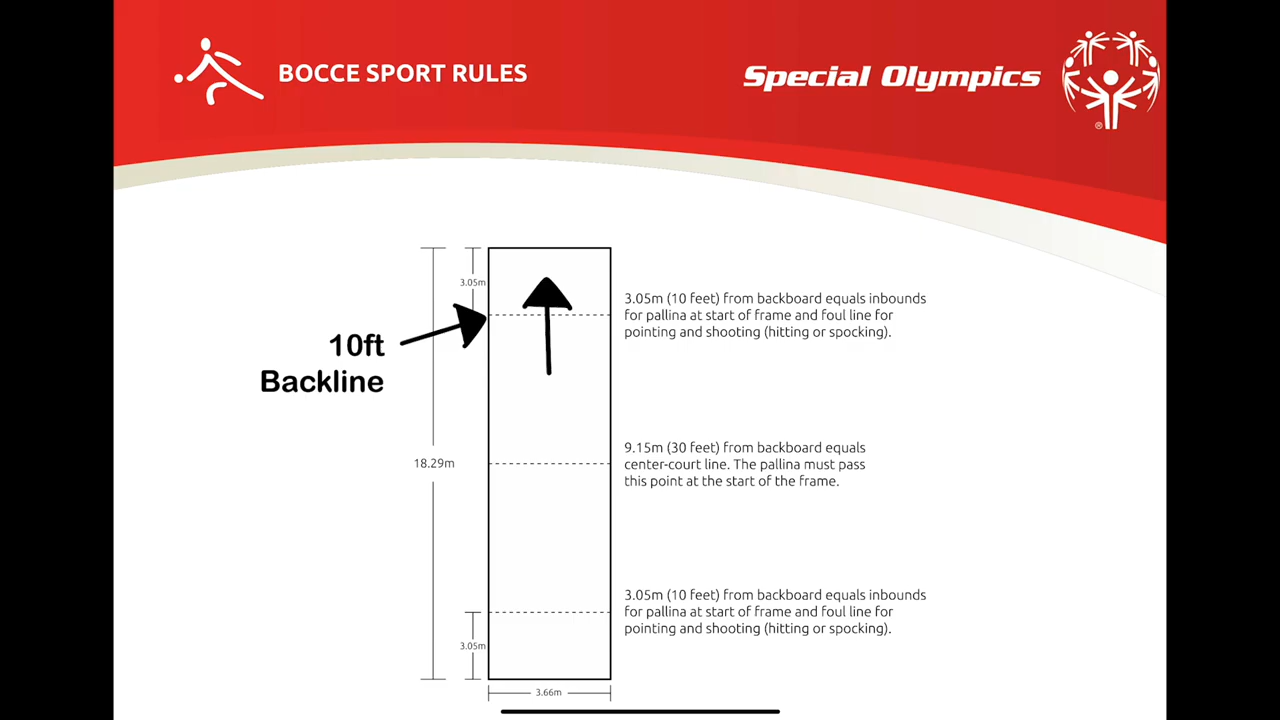 BOCCE SPORT RULES
Special Olympics
®
3.05m
3.05m (10 feet) from backboard equals inbounds
for pallina at start of frame and foul line for
pointing and shooting (hitting or spocking).
10ft
Backline
9.15m (30 feet) from backboard equals
center-court line. The pallina must pass
this point at the start of the frame.
18.29m
3.05m (10 feet) from backboard equals inbounds
for pallina at start of frame and foul line for
pointing and shooting (hitting or spocking).
3.05m
3.66m